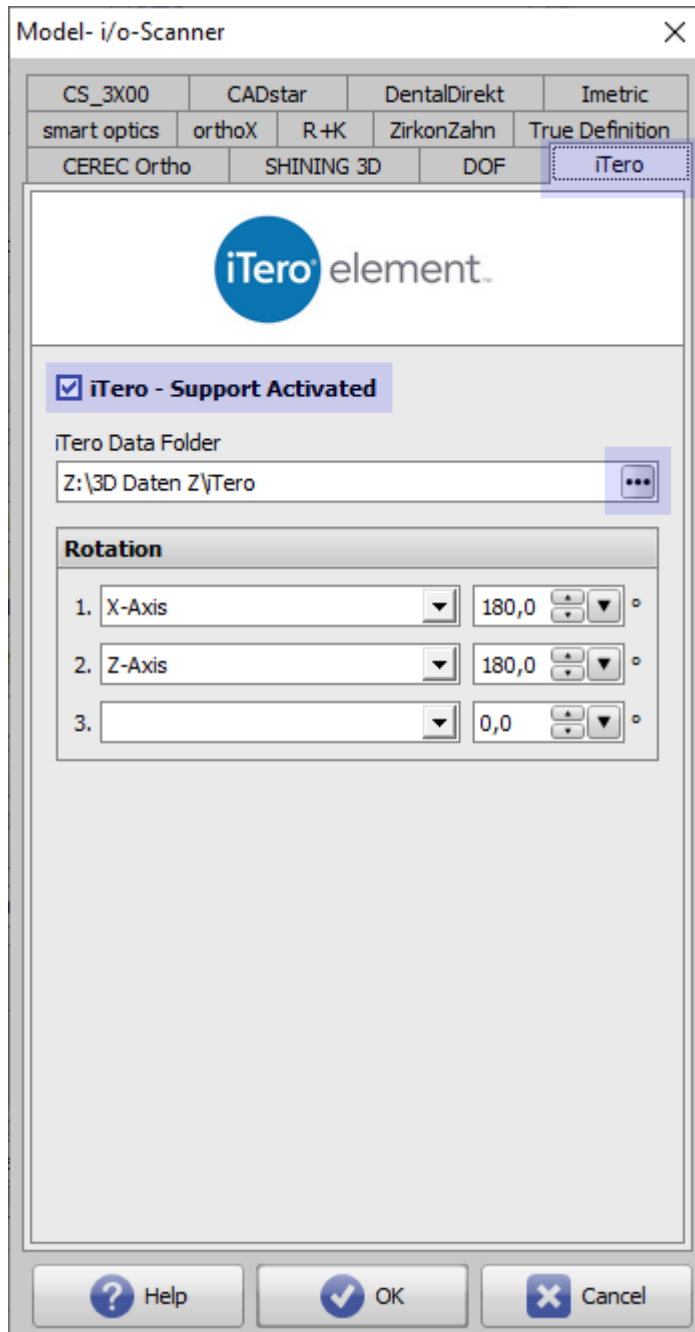 Model- i/o-Scanner
CS_3X00 CADstar DentalDirekt Imetric
smart optics orthoX R+K ZirkonZahn True Definition
CEREC Ortho SHINING 3D DOF iTero
iTero® element™
iTero - Support Activated
iTero Data Folder
Z:\3D Daten Z\iTero
Rotation
1. X-Axis 180,0 °
2. Z-Axis 180,0 °
3. 0,0 °
Help OK Cancel